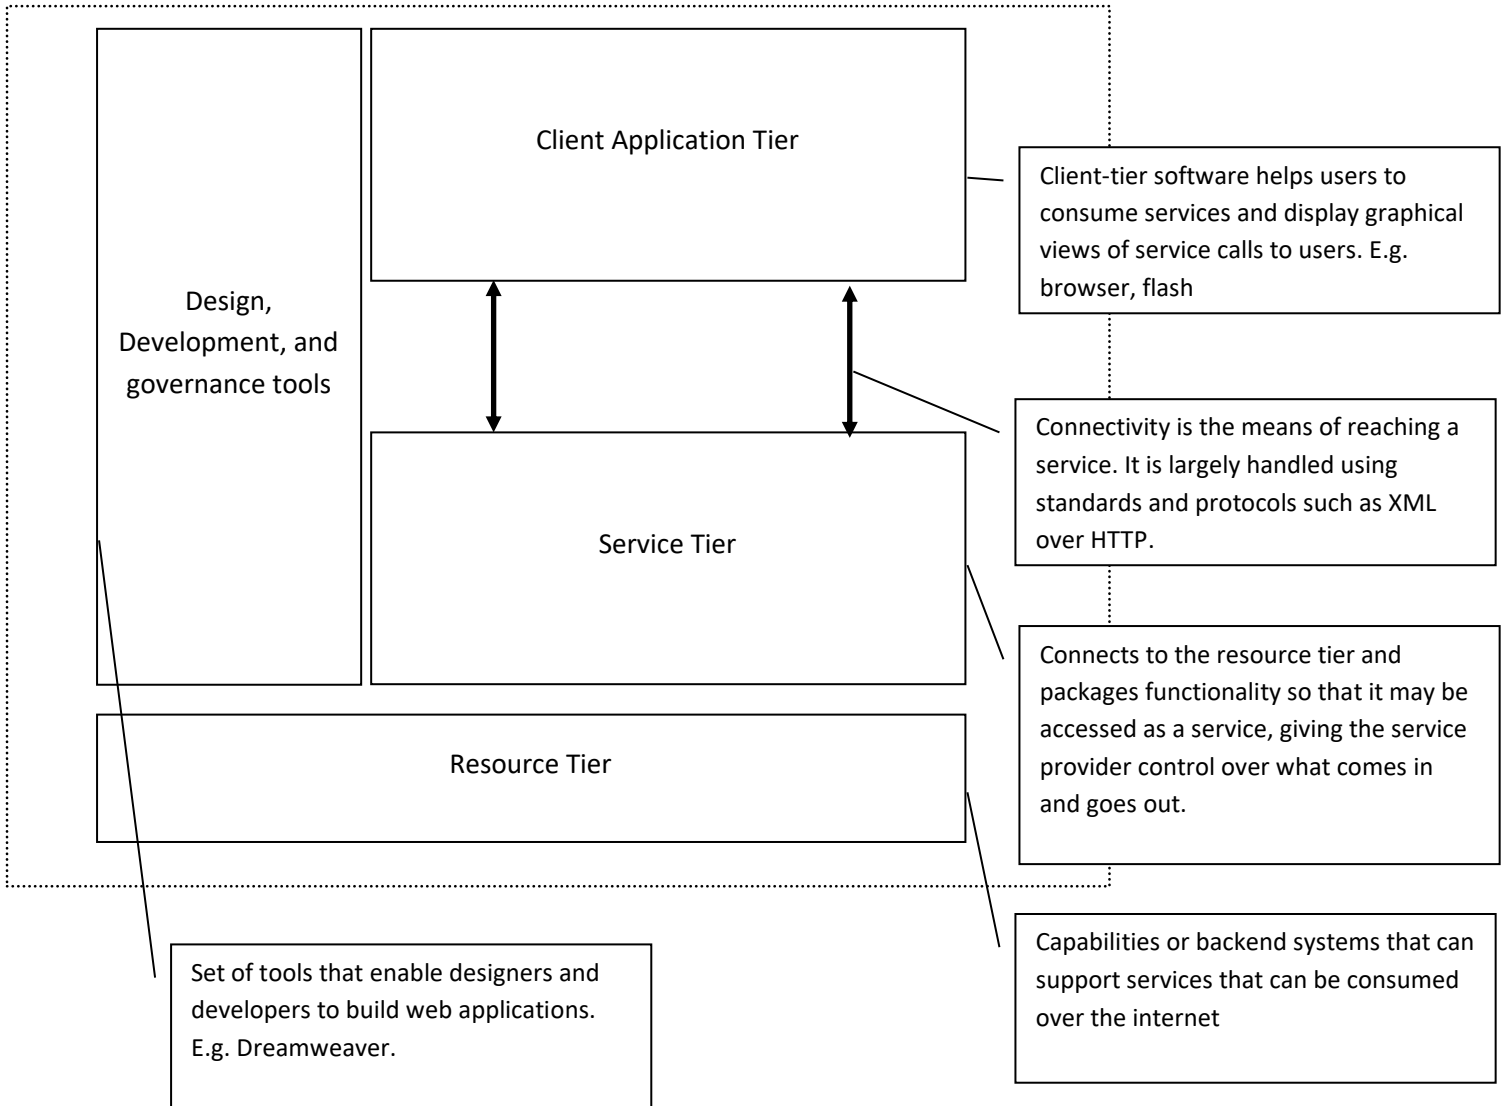 Client Application Tier
Client-tier software helps users to
consume services and display graphical
views of service calls to users. E.g.
browser, flash
Design,
Development, and
governance tools
Connectivity is the means of reaching a
service. It is largely handled using
standards and protocols such as XML
over HTTP.
Service Tier
Connects to the resource tier and
packages functionality so that it may be
accessed as a service, giving the service
provider control over what comes in
and goes out.
Resource Tier
Capabilities or backend systems that can
support services that can be consumed
over the internet
Set of tools that enable designers and
developers to build web applications.
E.g. Dreamweaver.